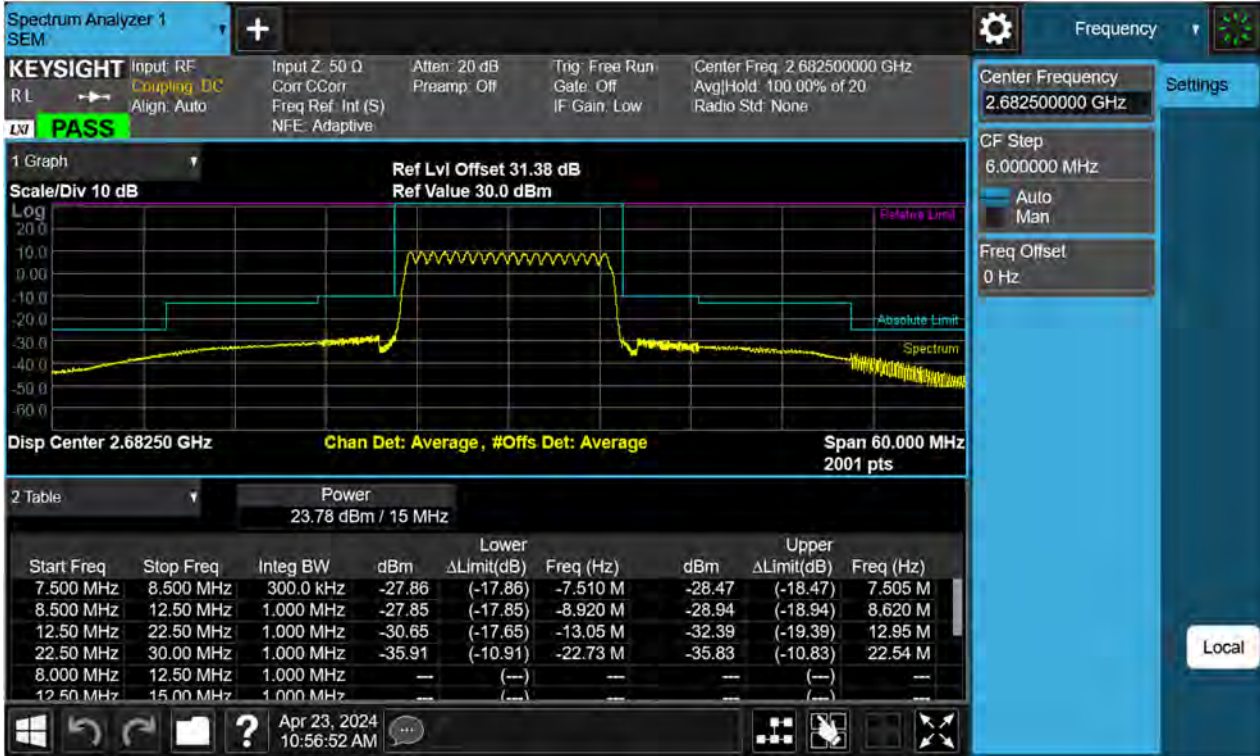 Spectrum Analyzer 1
SEM
+
Frequency
KEYSIGHT
R L
LXI PASS
Input: RF
Coupling: DC
Align: Auto
Input Z: 50 Ω
Corr CCorr
Freq Ref: Int (S)
NFE: Adaptive
Atten: 20 dB
Preamp: Off
Trig: Free Run
Gate: Off
IF Gain: Low
Center Freq: 2.682500000 GHz
Avg|Hold: 100.00% of 20
Radio Std: None
Center Frequency
2.682500000 GHz
Settings
CF Step
6.000000 MHz
Auto
Man
Freq Offset
0 Hz
1 Graph
Scale/Div 10 dB
Ref Lvl Offset 31.38 dB
Ref Value 30.0 dBm
Log
20.0
10.0
0.00
-10.0
-20.0
-30.0
-40.0
-50.0
-60.0
Relative Limit
Absolute Limit
Spectrum
Disp Center 2.68250 GHz
Chan Det: Average, #Offs Det: Average
Span 60.000 MHz
2001 pts
2 Table
Power
23.78 dBm / 15 MHz
Lower Upper
Start Freq Stop Freq Integ BW dBm ΔLimit(dB) Freq (Hz) dBm ΔLimit(dB) Freq (Hz)
7.500 MHz 8.500 MHz 300.0 kHz -27.86 (-17.86) -7.510 M -28.47 (-18.47) 7.505 M
8.500 MHz 12.50 MHz 1.000 MHz -27.85 (-17.85) -8.920 M -28.94 (-18.94) 8.620 M
12.50 MHz 22.50 MHz 1.000 MHz -30.65 (-17.65) -13.05 M -32.39 (-19.39) 12.95 M
22.50 MHz 30.00 MHz 1.000 MHz -35.91 (-10.91) -22.73 M -35.83 (-10.83) 22.54 M
8.000 MHz 12.50 MHz 1.000 MHz --- (---) --- --- (---) ---
12.50 MHz 15.00 MHz 1.000 MHz --- (---) --- --- (---) ---
Local
?
Apr 23, 2024
10:56:52 AM